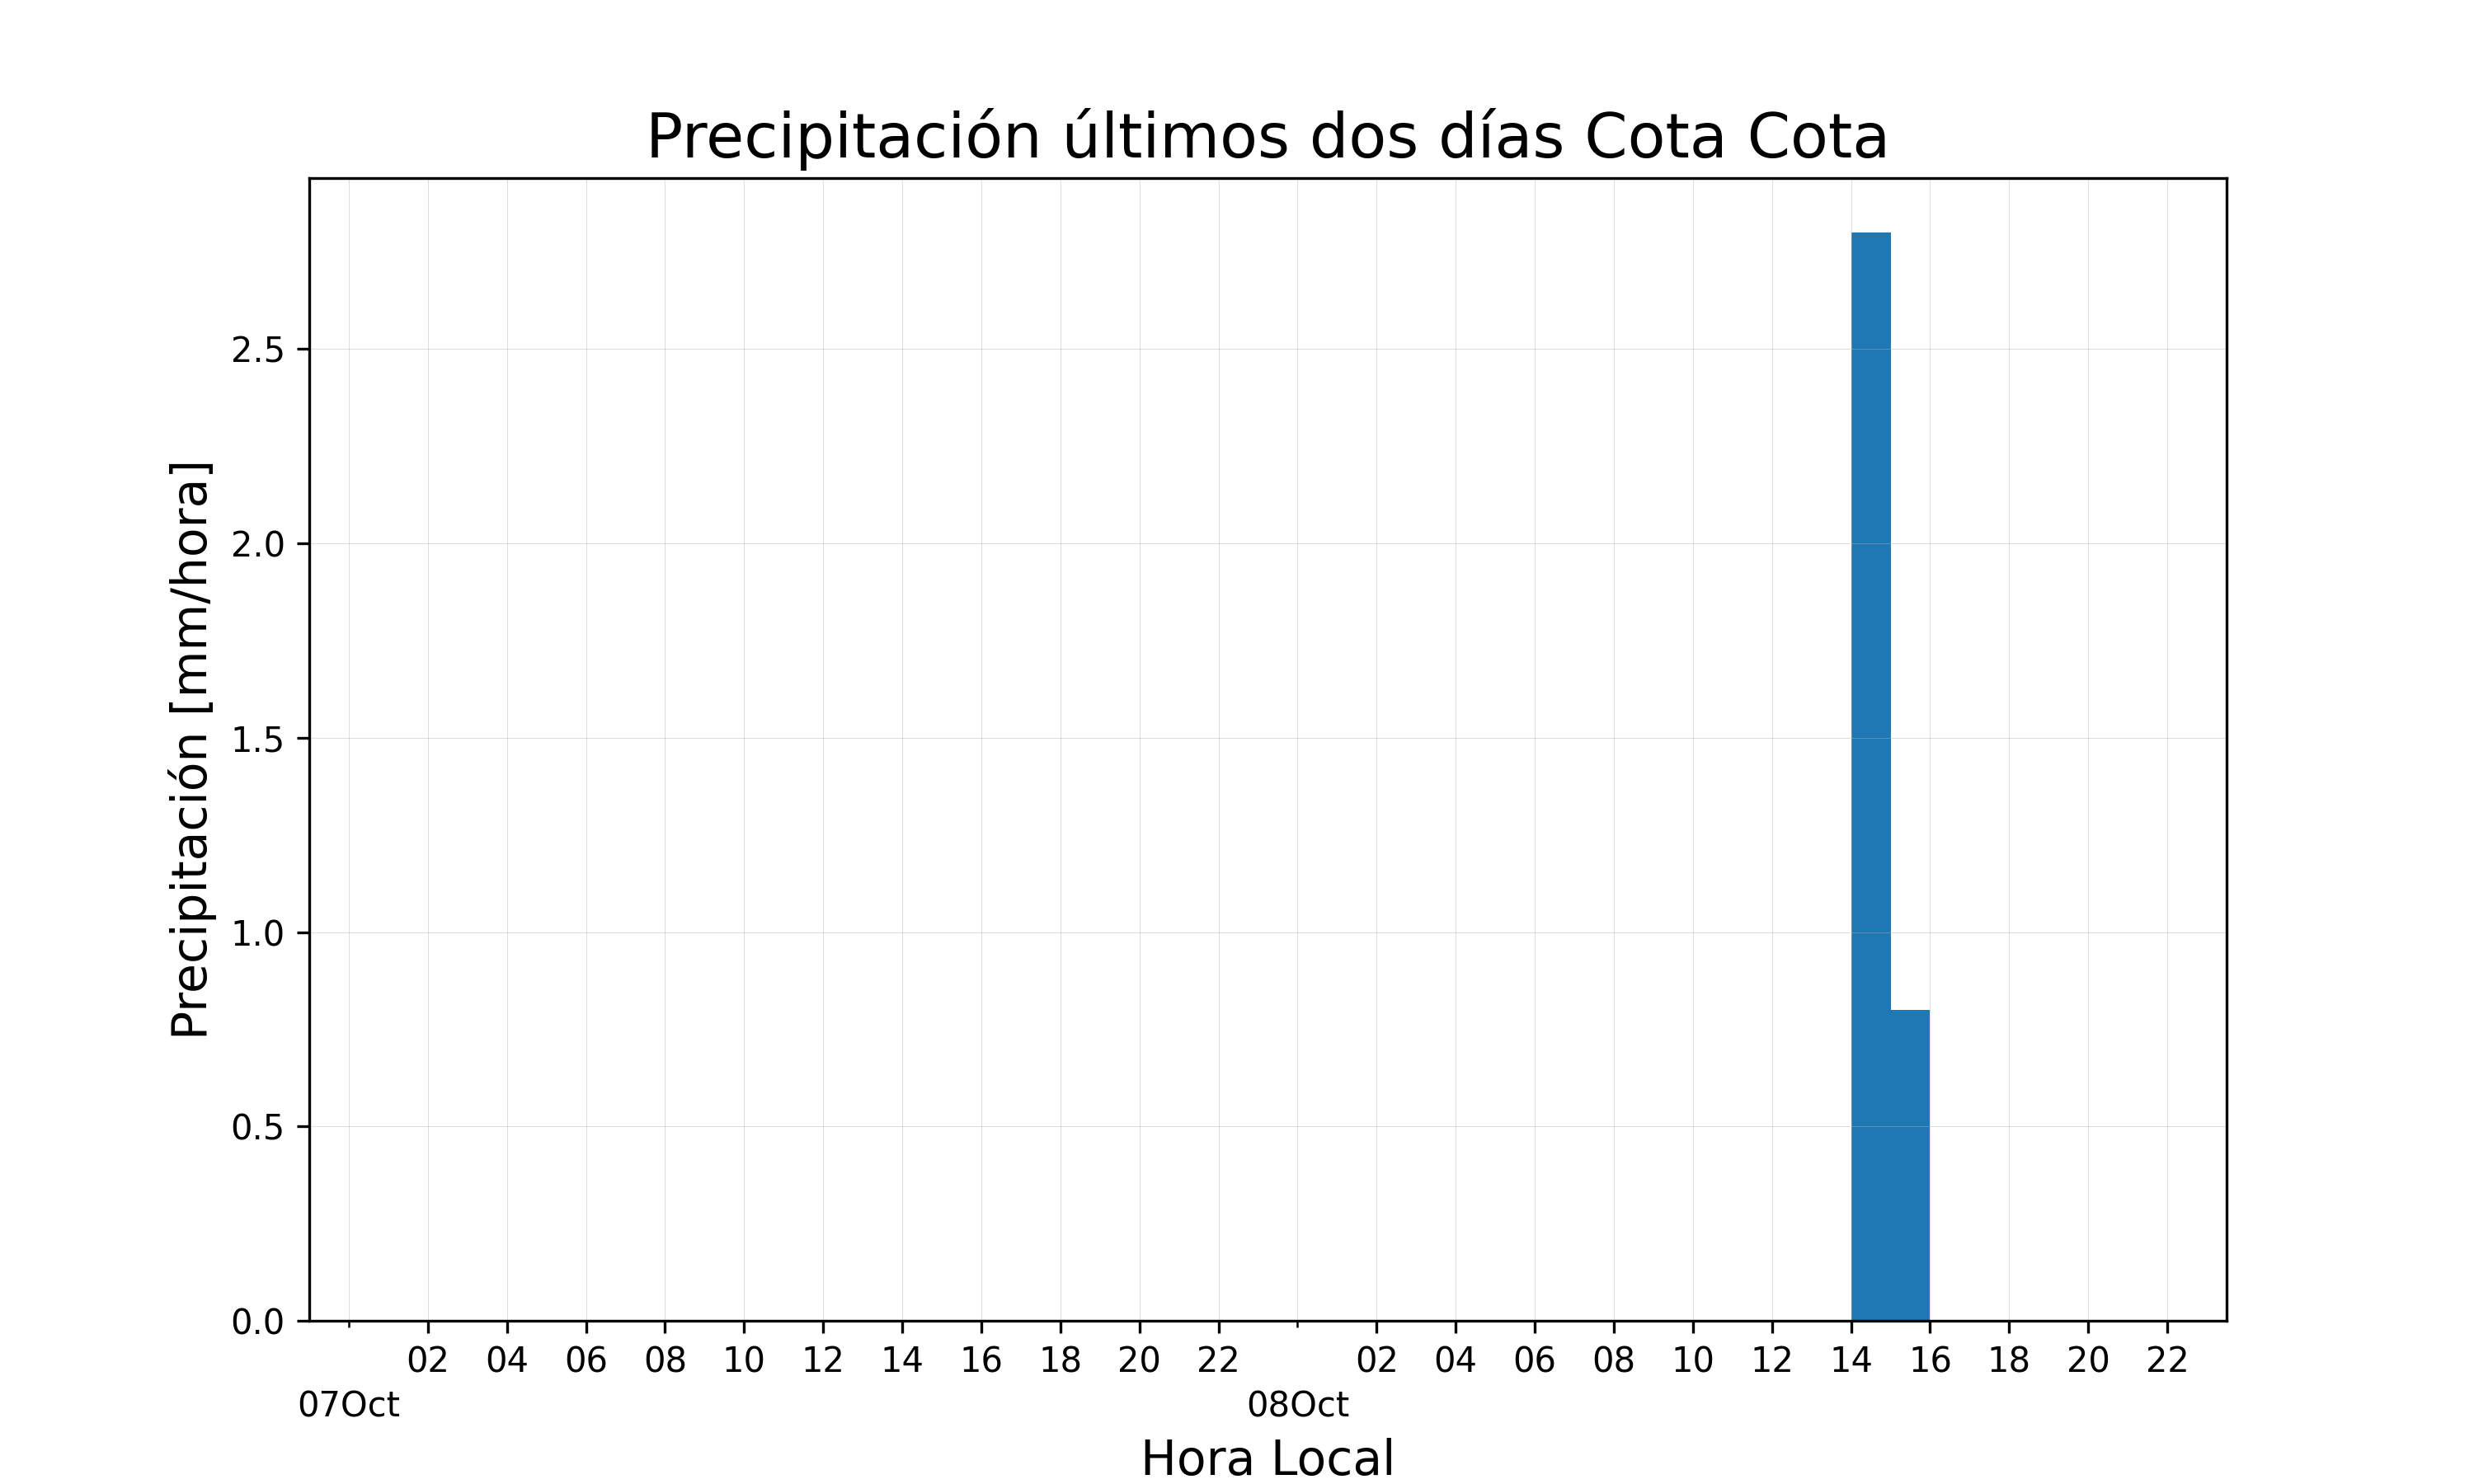 Precipitación últimos dos días Cota Cota
Precipitación [mm/hora]
2.5
2.0
1.5
1.0
0.5
0.0
02 04 06 08 10 12 14 16 18 20 22 02 04 06 08 10 12 14 16 18 20 22
07Oct 08Oct
Hora Local